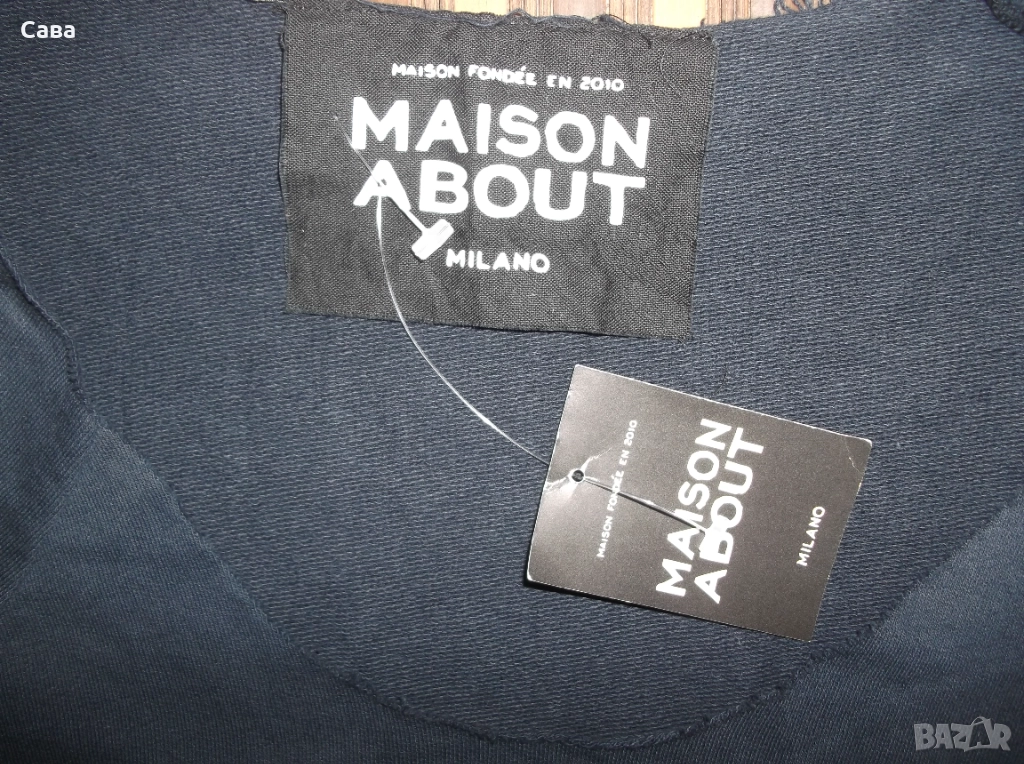 Сава
MAISON FONDÉE EN 2010
MAISON
ABOUT
MILANO
MAISON FONDÉE EN 2010
MAISON
ABOUT
MILANO
BAZAR